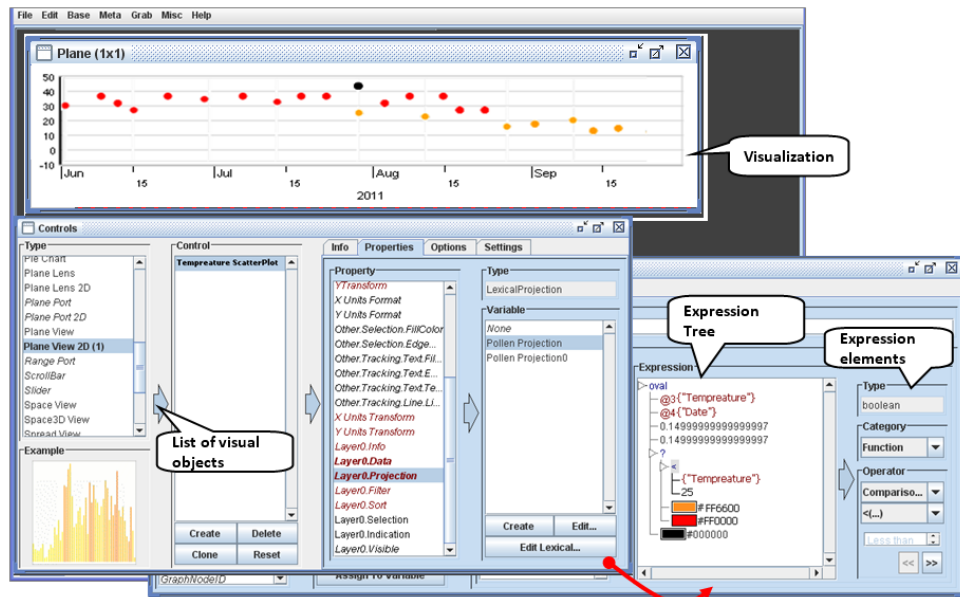 File Edit Base Meta Grab Misc Help
Plane (1x1)
50
40
30
20
10
0
-10
Jun 15 Jul 15 Aug 15 Sep 15
2011
Visualization
Controls
Type
Pie Chart
Plane Lens
Plane Lens 2D
Plane Port
Plane Port 2D
Plane View
Plane View 2D (1)
Range Port
ScrollBar
Slider
Space View
Space3D View
Spread View
Example
Control
Tempreature ScatterPlot
List of visual
objects
Create Delete
Clone Reset
Info Properties Options Settings
Property
YTransform
X Units Format
Y Units Format
Other.Selection.FillColor
Other.Selection.Edge...
Other.Tracking.Text.Fil...
Other.Tracking.Text.E...
Other.Tracking.Text.Te...
Other.Tracking.Line.Li...
X Units Transform
Y Units Transform
Layer0.Info
Layer0.Data
Layer0.Projection
Layer0.Filter
Layer0.Sort
Layer0.Selection
Layer0.Indication
Layer0.Visible
Type
LexicalProjection
Variable
None
Pollen Projection
Pollen Projection0
Create Edit...
Edit Lexical...
Expression
Tree
Expression
elements
Expression
oval
@3{"Tempreature"}
@4{"Date"}
0.14999999999999997
0.14999999999999997
?
<
{"Tempreature"}
25
#FF6600
#FF0000
#000000
Type
boolean
Category
Function
Operator
Compariso...
<(...)
Less than
<< >>
GraphNodeID
Assign To Variable